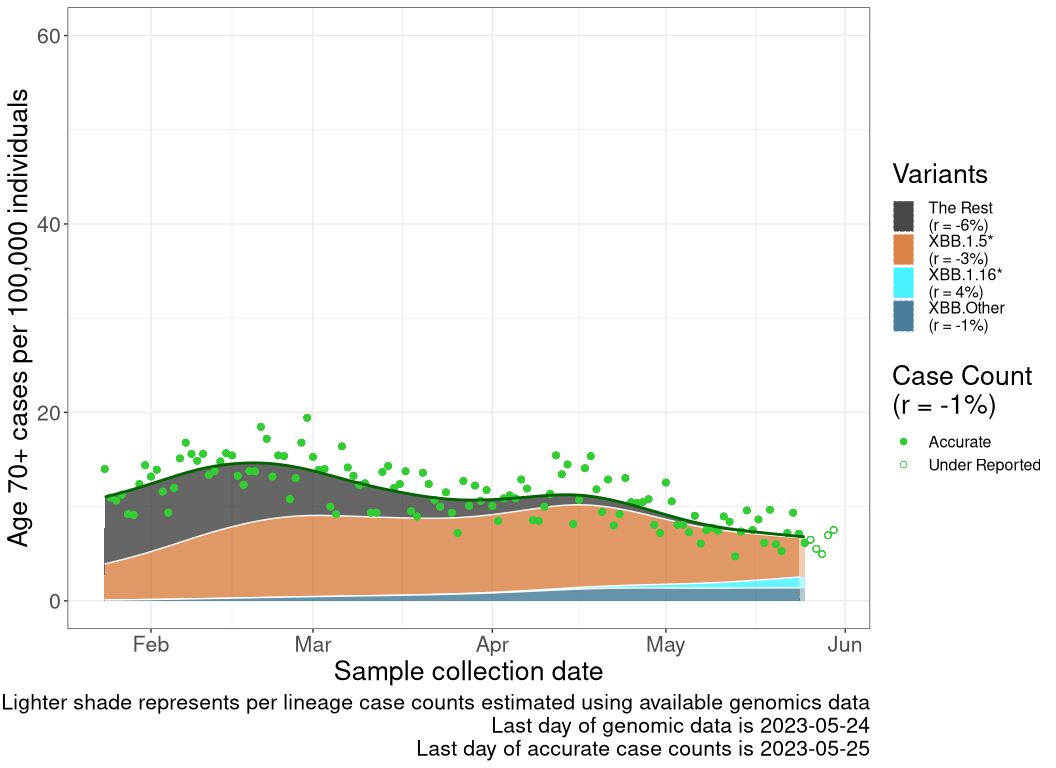 Age 70+ cases per 100,000 individuals
60
40
20
0
Feb
Mar
Apr
May
Jun
Sample collection date
Lighter shade represents per lineage case counts estimated using available genomics data
Last day of genomic data is 2023-05-24
Last day of accurate case counts is 2023-05-25
Variants
The Rest
(r = -6%)
XBB.1.5*
(r = -3%)
XBB.1.16*
(r = 4%)
XBB.Other
(r = -1%)
Case Count
(r = -1%)
Accurate
Under Reported